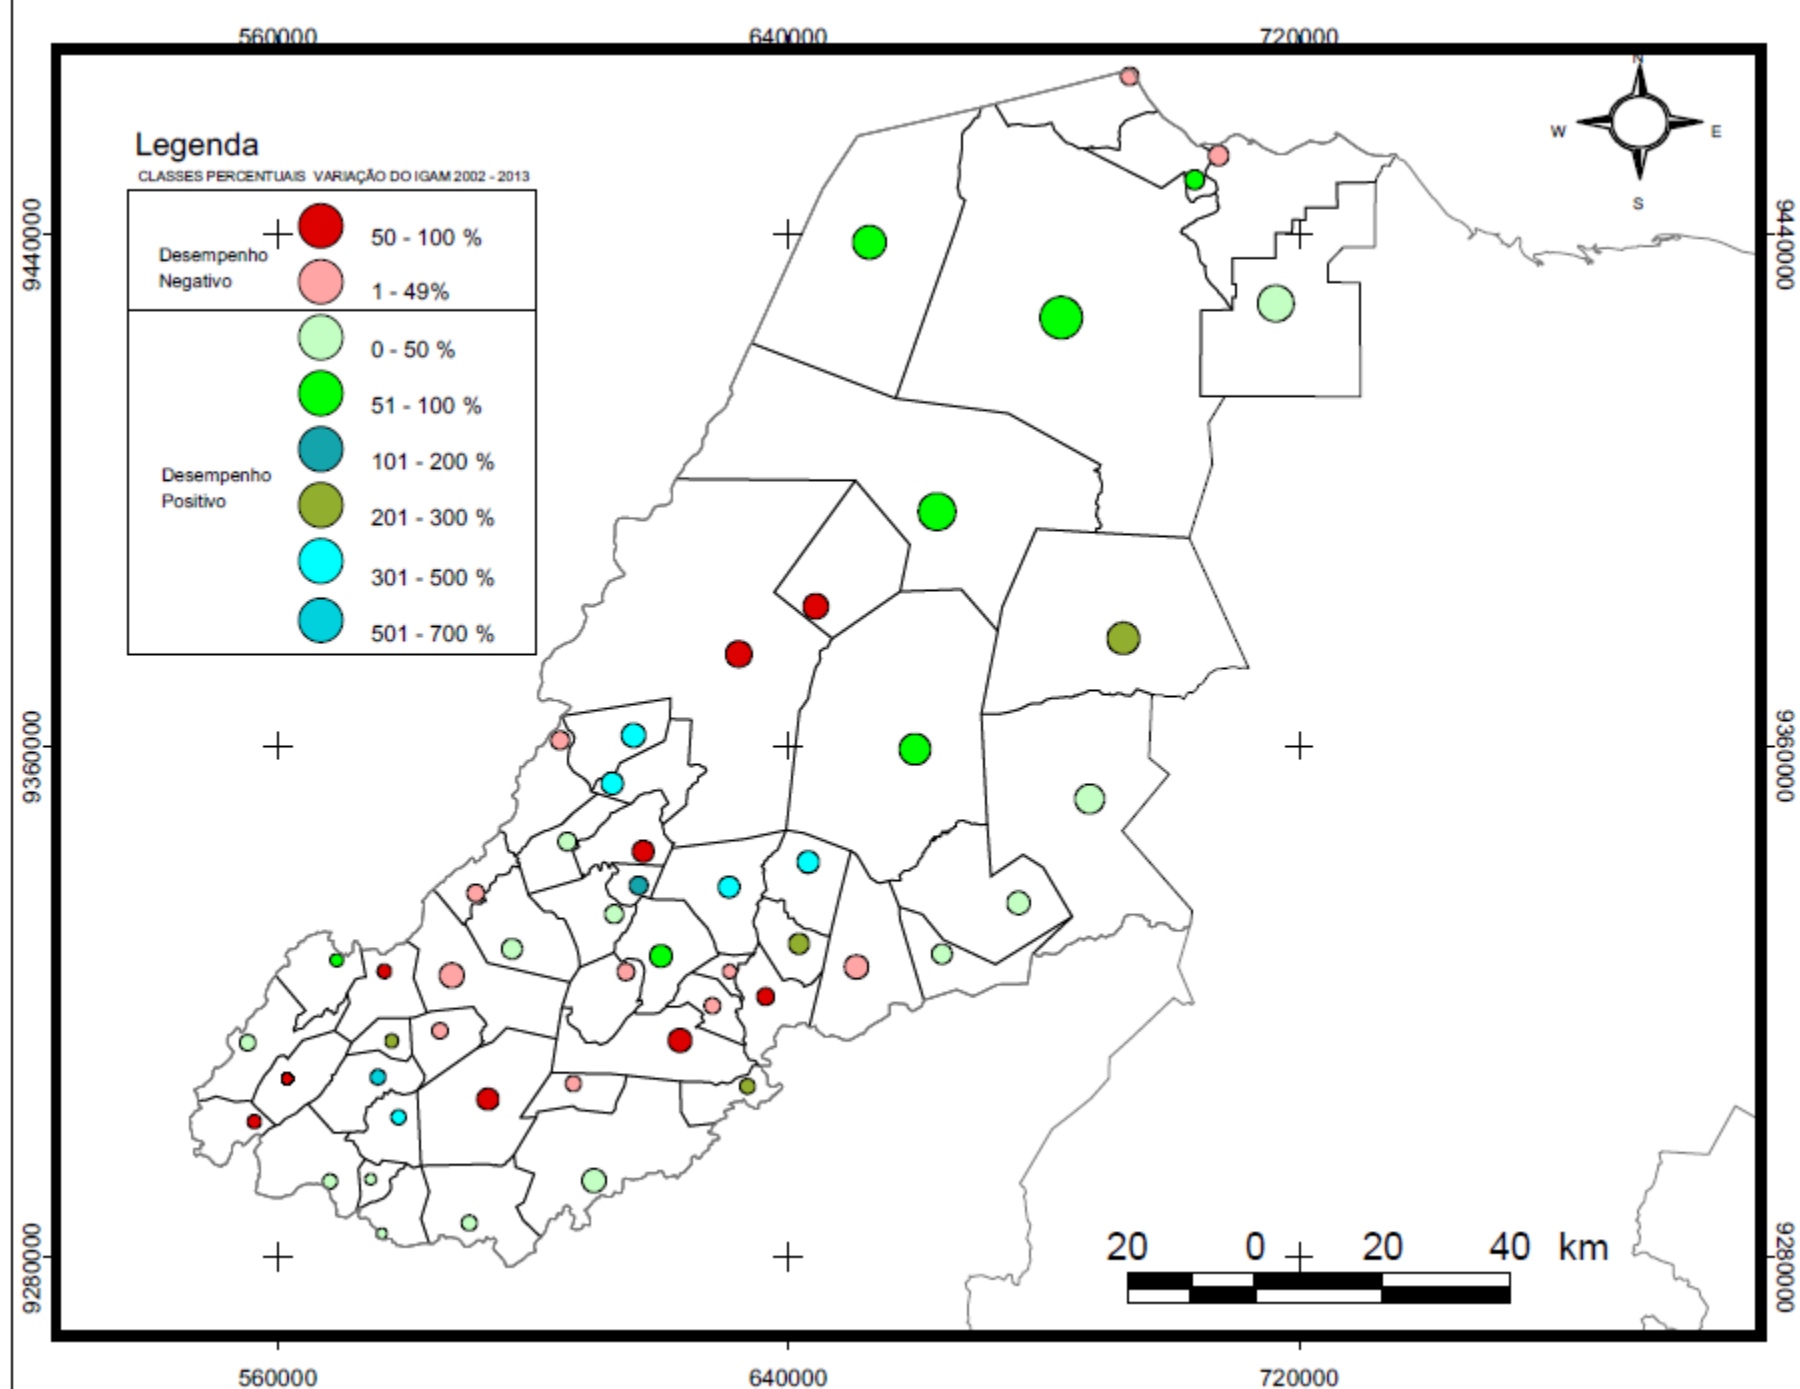 560000 640000 720000
N
W E
S
Legenda
CLASSES PERCENTUAIS VARIAÇÃO DO IGAM 2002 - 2013
Desempenho
Negativo
50 - 100 %
1 - 49%
Desempenho
Positivo
0 - 50 %
51 - 100 %
101 - 200 %
201 - 300 %
301 - 500 %
501 - 700 %
9440000 9440000
9360000 9360000
9280000 9280000
20 0 20 40 km
560000 640000 720000